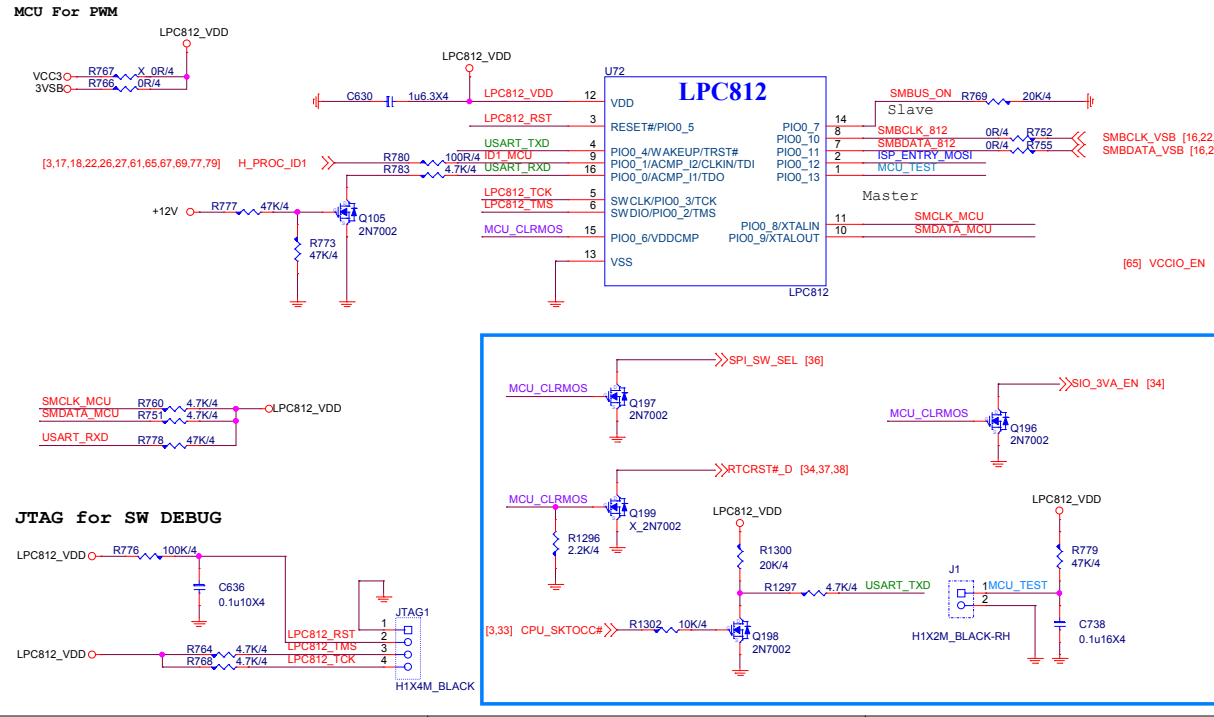 MCU For PWM
LPC812_VDD
VCC3 R767 X_0R/4
3VSB R766 0R/4
LPC812_VDD
C630 1u6.3X4
U72
LPC812
LPC812_VDD 12 VDD
LPC812_RST 3 RESET#/PIO0_5
USART_TXD 4 PIO0_4/WAKEUP/TRST#
[3,17,18,22,26,27,61,65,67,69,77,79] H_PROC_ID1 R780 100R/4 ID1_MCU 9 PIO0_1/ACMP_I2/CLKIN/TDI
R783 4.7K/4 USART_RXD 16 PIO0_0/ACMP_I1/TDO
LPC812_TCK 5 SWCLK/PIO0_3/TCK
LPC812_TMS 6 SWDIO/PIO0_2/TMS
MCU_CLRMOS 15 PIO0_6/VDDCMP
13 VSS
PIO0_7 14 SMBUS_ON R769 20K/4
Slave
PIO0_10 8 SMBCLK_812 0R/4 R752 SMBCLK_VSB [16,22,
PIO0_11 7 SMBDATA_812 0R/4 R755 SMBDATA_VSB [16,2
PIO0_12 2 ISP_ENTRY_MOSI
PIO0_13 1 MCU_TEST
Master
PIO0_8/XTALIN 11 SMCLK_MCU
PIO0_9/XTALOUT 10 SMDATA_MCU
LPC812
+12V R777 47K/4
Q105
2N7002
R773
47K/4
[65] VCCIO_EN
SMCLK_MCU R760 4.7K/4 LPC812_VDD
SMDATA_MCU R751 4.7K/4
USART_RXD R778 47K/4
MCU_CLRMOS SPI_SW_SEL [36]
Q197
2N7002
MCU_CLRMOS SIO_3VA_EN [34]
Q196
2N7002
MCU_CLRMOS RTCRST#_D [34,37,38]
Q199
X_2N7002
R1296
2.2K/4
LPC812_VDD
R1300
20K/4
R1297 4.7K/4 USART_TXD
[3,33] CPU_SKTOCC# R1302 10K/4
Q198
2N7002
LPC812_VDD
R779
47K/4
J1
1 MCU_TEST
2
H1X2M_BLACK-RH
C738
0.1u16X4
JTAG for SW DEBUG
LPC812_VDD R776 100K/4
C636
0.1u10X4
JTAG1
1
LPC812_RST 2
LPC812_VDD R764 4.7K/4 LPC812_TMS 3
R768 4.7K/4 LPC812_TCK 4
H1X4M_BLACK